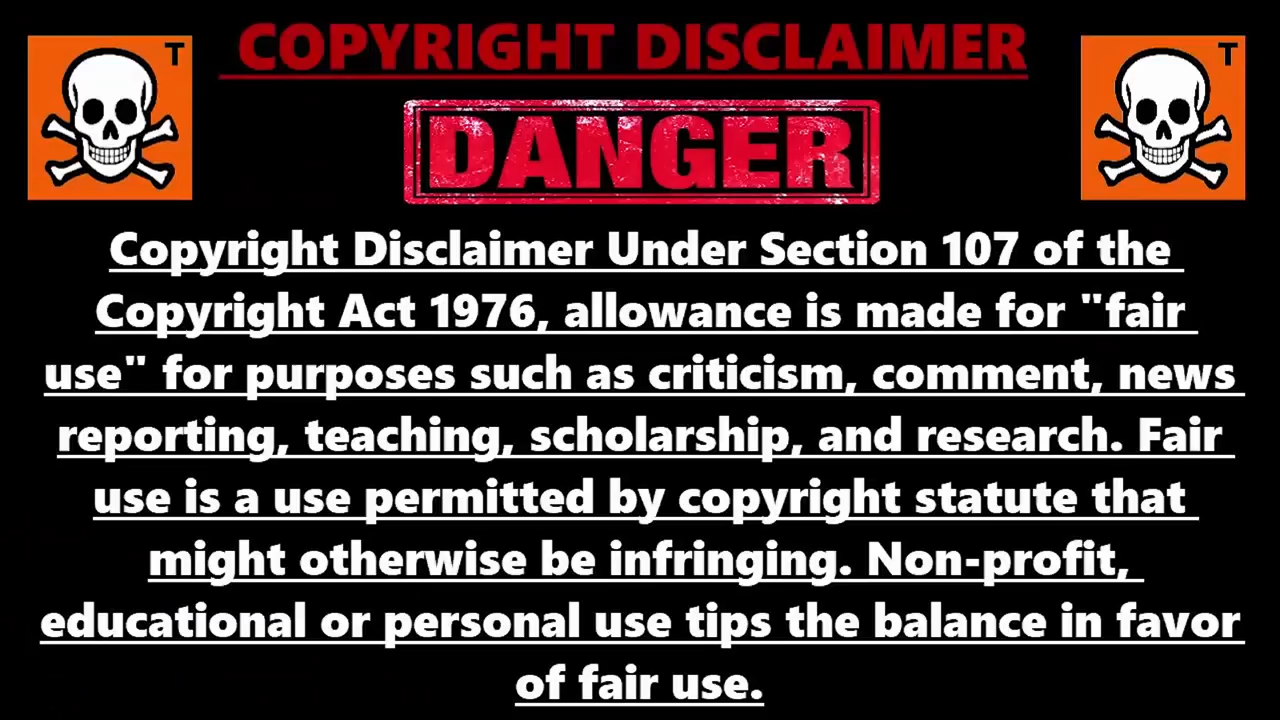 T COPYRIGHT DISCLAIMER T
DANGER
Copyright Disclaimer Under Section 107 of the
Copyright Act 1976, allowance is made for "fair
use" for purposes such as criticism, comment, news
reporting, teaching, scholarship, and research. Fair
use is a use permitted by copyright statute that
might otherwise be infringing. Non-profit,
educational or personal use tips the balance in favor
of fair use.